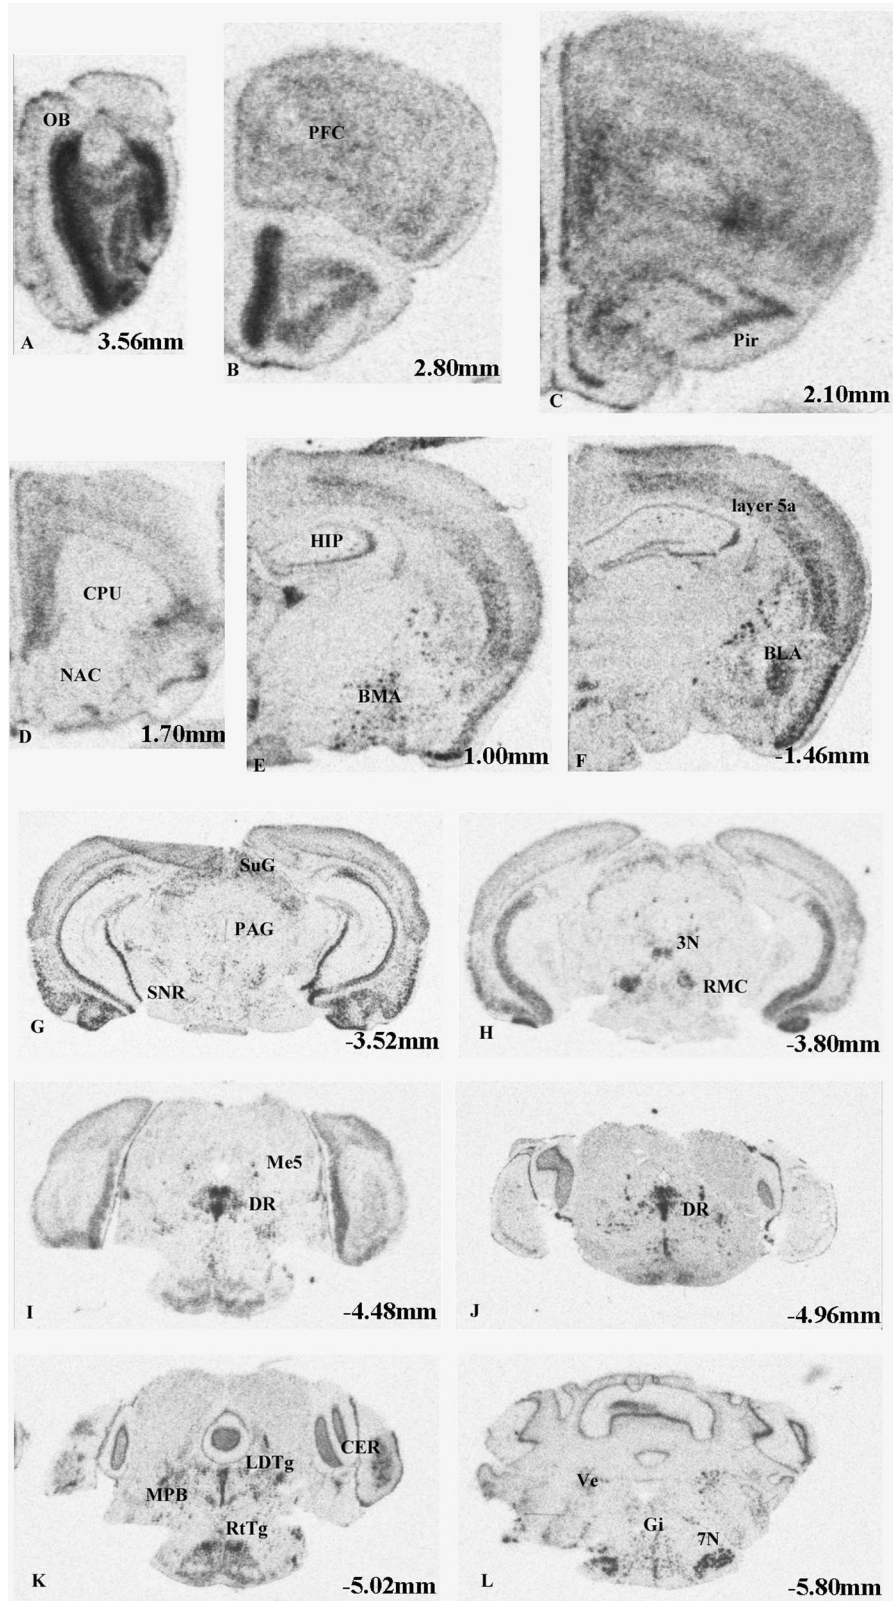 OB
A
3.56mm
PFC
B
2.80mm
Pir
C
2.10mm
CPU
NAC
D
1.70mm
HIP
BMA
E
1.00mm
layer 5a
BLA
F
-1.46mm
SuG
PAG
SNR
G
-3.52mm
3N
RMC
H
-3.80mm
Me5
DR
I
-4.48mm
DR
J
-4.96mm
CER
LDTg
MPB
RtTg
K
-5.02mm
Ve
Gi
7N
L
-5.80mm